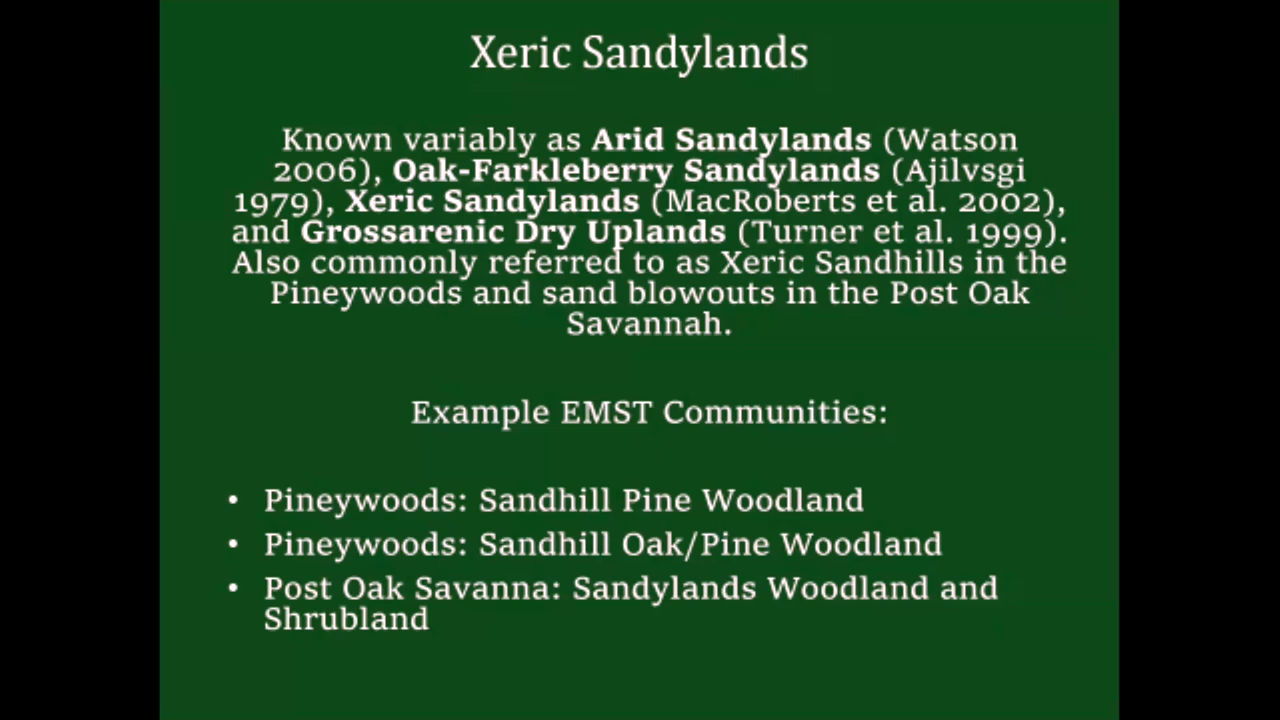 Xeric Sandylands
Known variably as Arid Sandylands (Watson
2006), Oak-Farkleberry Sandylands (Ajilvsgi
1979), Xeric Sandylands (MacRoberts et al. 2002),
and Grossarenic Dry Uplands (Turner et al. 1999).
Also commonly referred to as Xeric Sandhills in the
Pineywoods and sand blowouts in the Post Oak
Savannah.
Example EMST Communities:
• Pineywoods: Sandhill Pine Woodland
• Pineywoods: Sandhill Oak/Pine Woodland
• Post Oak Savanna: Sandylands Woodland and
Shrubland